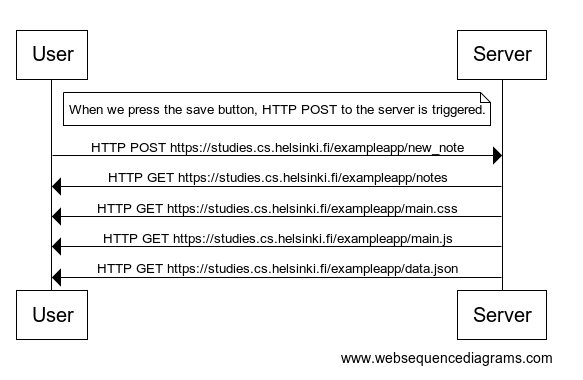 User Server
When we press the save button, HTTP POST to the server is triggered.
HTTP POST https://studies.cs.helsinki.fi/exampleapp/new_note
HTTP GET https://studies.cs.helsinki.fi/exampleapp/notes
HTTP GET https://studies.cs.helsinki.fi/exampleapp/main.css
HTTP GET https://studies.cs.helsinki.fi/exampleapp/main.js
HTTP GET https://studies.cs.helsinki.fi/exampleapp/data.json
User Server
www.websequencediagrams.com